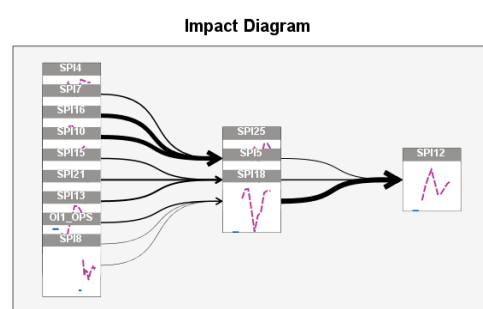 Impact Diagram
SPI4
SPI7
SPI16
SPI10
SPI15
SPI21
SPI13
OI1_OPS
SPI8
SPI25
SPI5
SPI18
SPI12